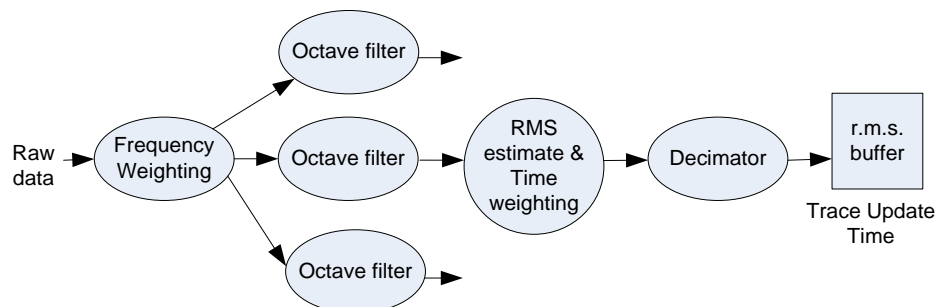 Octave filter
Raw
data
Frequency
Weighting
Octave filter
RMS
estimate &
Time
weighting
Decimator
r.m.s.
buffer
Trace Update
Time
Octave filter